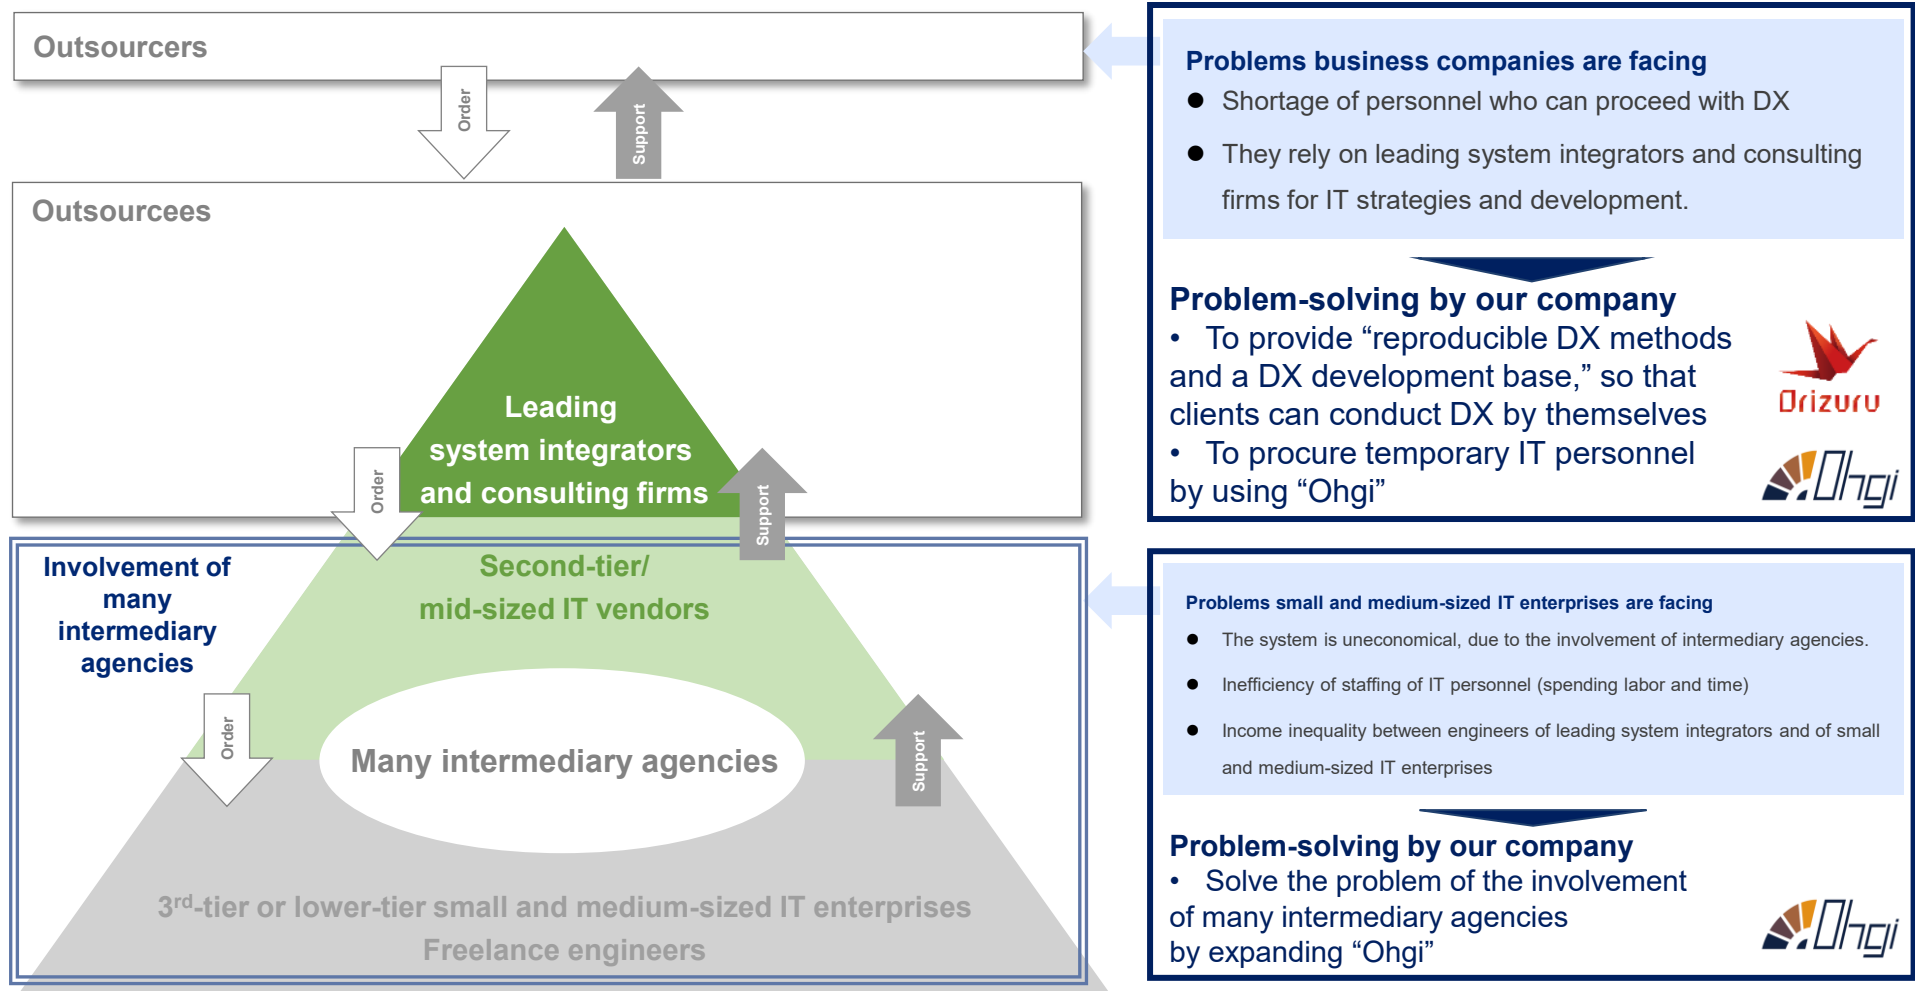 Outsourcers
Order
Support
Outsourcees
Leading
system integrators
and consulting firms
Order
Support
Involvement of
many
intermediary
agencies
Second-tier/
mid-sized IT vendors
Order
Support
Many intermediary agencies
3rd-tier or lower-tier small and medium-sized IT enterprises
Freelance engineers
Problems business companies are facing
● Shortage of personnel who can proceed with DX
● They rely on leading system integrators and consulting
firms for IT strategies and development.
Problem-solving by our company
• To provide “reproducible DX methods
and a DX development base,” so that
clients can conduct DX by themselves
• To procure temporary IT personnel
by using “Ohgi”
Orizuru
Ohgi
Problems small and medium-sized IT enterprises are facing
● The system is uneconomical, due to the involvement of intermediary agencies.
● Inefficiency of staffing of IT personnel (spending labor and time)
● Income inequality between engineers of leading system integrators and of small
and medium-sized IT enterprises
Problem-solving by our company
• Solve the problem of the involvement
of many intermediary agencies
by expanding “Ohgi”
Ohgi